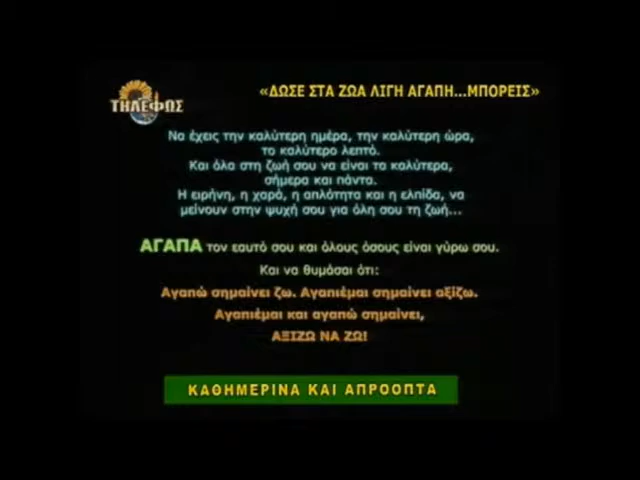 ΤΗΛΕΦΩΣ
«ΔΩΣΕ ΣΤΑ ΖΩΑ ΛΙΓΗ ΑΓΑΠΗ...ΜΠΟΡΕΙΣ»
Να έχεις την καλύτερη ημέρα, την καλύτερη ώρα,
το καλύτερο λεπτό.
Και όλα στη ζωή σου να είναι τα καλύτερα,
σήμερα και πάντα.
Η ειρήνη, η χαρά, η απλότητα και η ελπίδα, να
μείνουν στην ψυχή σου για όλη σου τη ζωή...
ΑΓΑΠΑ τον εαυτό σου και όλους όσους είναι γύρω σου.
Και να θυμάσαι ότι:
Αγαπώ σημαίνει ζω. Αγαπιέμαι σημαίνει αξίζω.
Αγαπιέμαι και αγαπώ σημαίνει,
ΑΞΙΖΩ ΝΑ ΖΩ!
ΚΑΘΗΜΕΡΙΝΑ ΚΑΙ ΑΠΡΟΟΠΤΑ